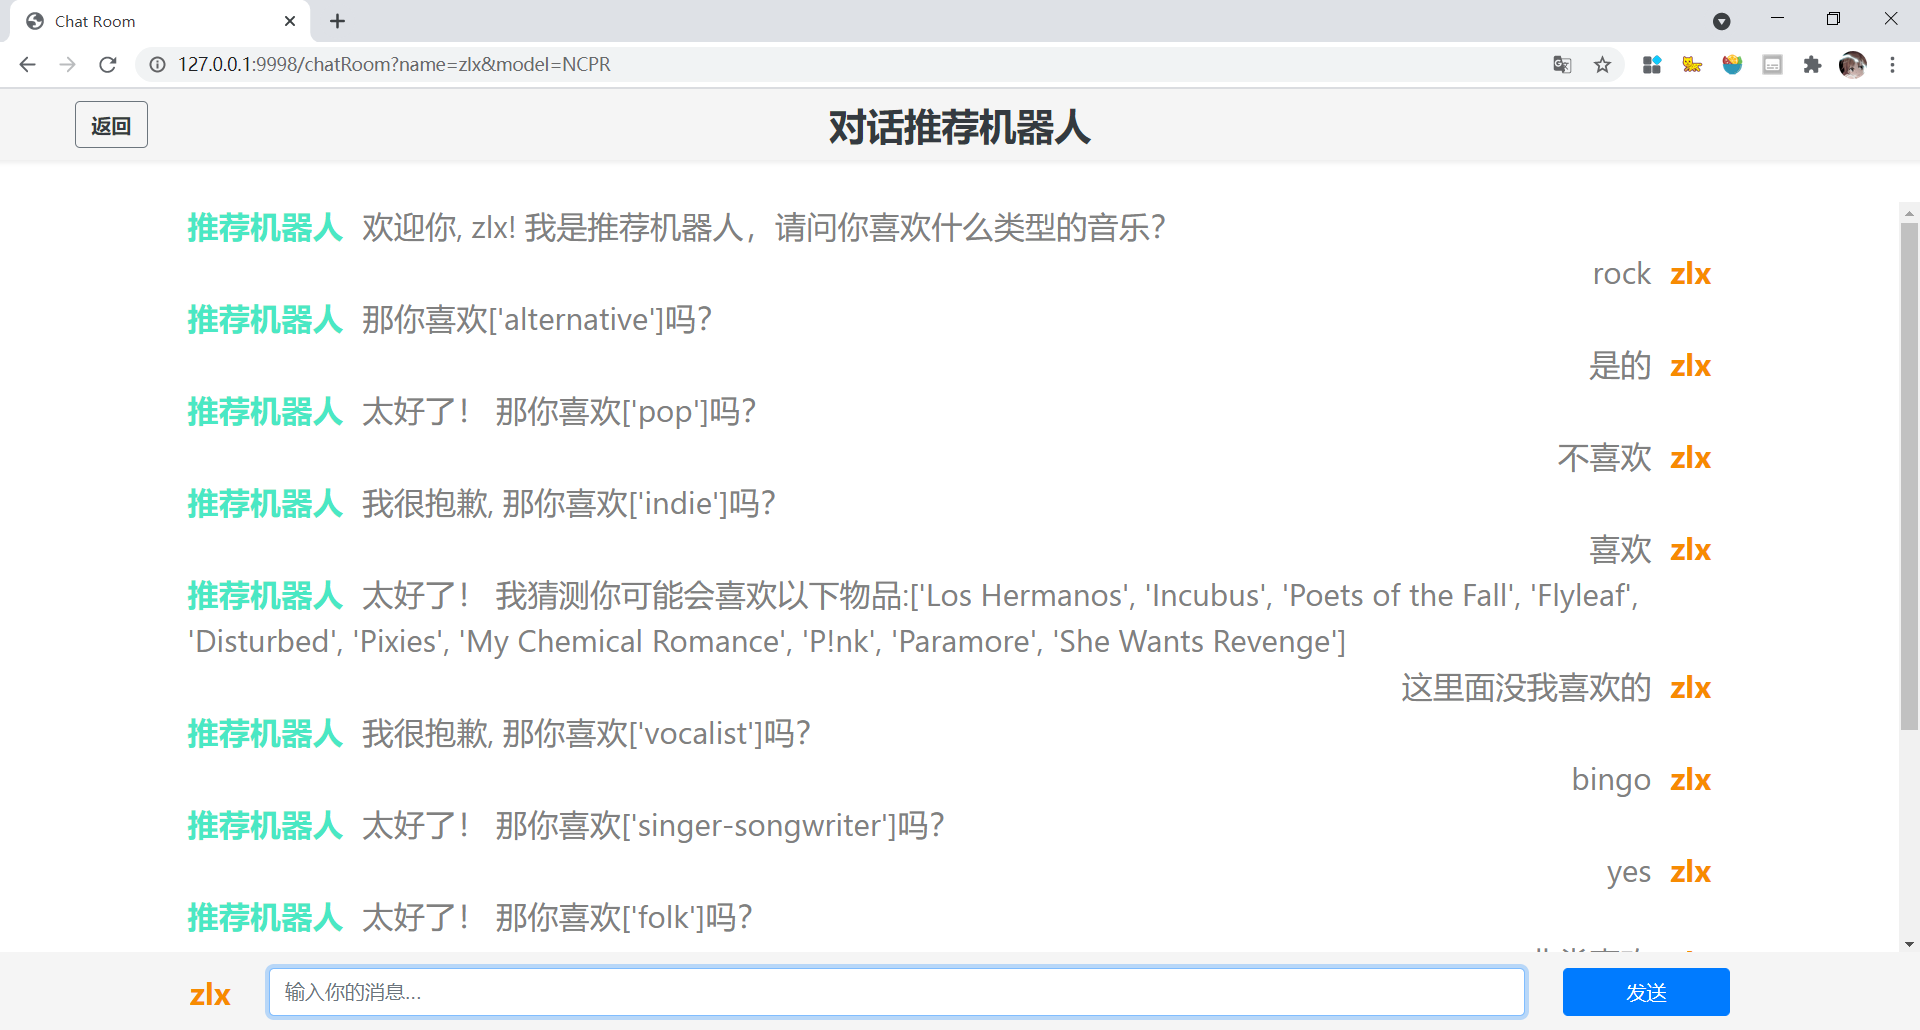 Chat Room
127.0.0.1:9998/chatRoom?name=zlx&model=NCPR
返回
对话推荐机器人
推荐机器人 欢迎你, zlx! 我是推荐机器人，请问你喜欢什么类型的音乐?
rock zlx
推荐机器人 那你喜欢['alternative']吗?
是的 zlx
推荐机器人 太好了！ 那你喜欢['pop']吗?
不喜欢 zlx
推荐机器人 我很抱歉, 那你喜欢['indie']吗?
喜欢 zlx
推荐机器人 太好了！ 我猜测你可能会喜欢以下物品:['Los Hermanos', 'Incubus', 'Poets of the Fall', 'Flyleaf',
'Disturbed', 'Pixies', 'My Chemical Romance', 'P!nk', 'Paramore', 'She Wants Revenge']
这里面没我喜欢的 zlx
推荐机器人 我很抱歉, 那你喜欢['vocalist']吗?
bingo zlx
推荐机器人 太好了！ 那你喜欢['singer-songwriter']吗?
yes zlx
推荐机器人 太好了！ 那你喜欢['folk']吗?
zlx 输入你的消息... 发送